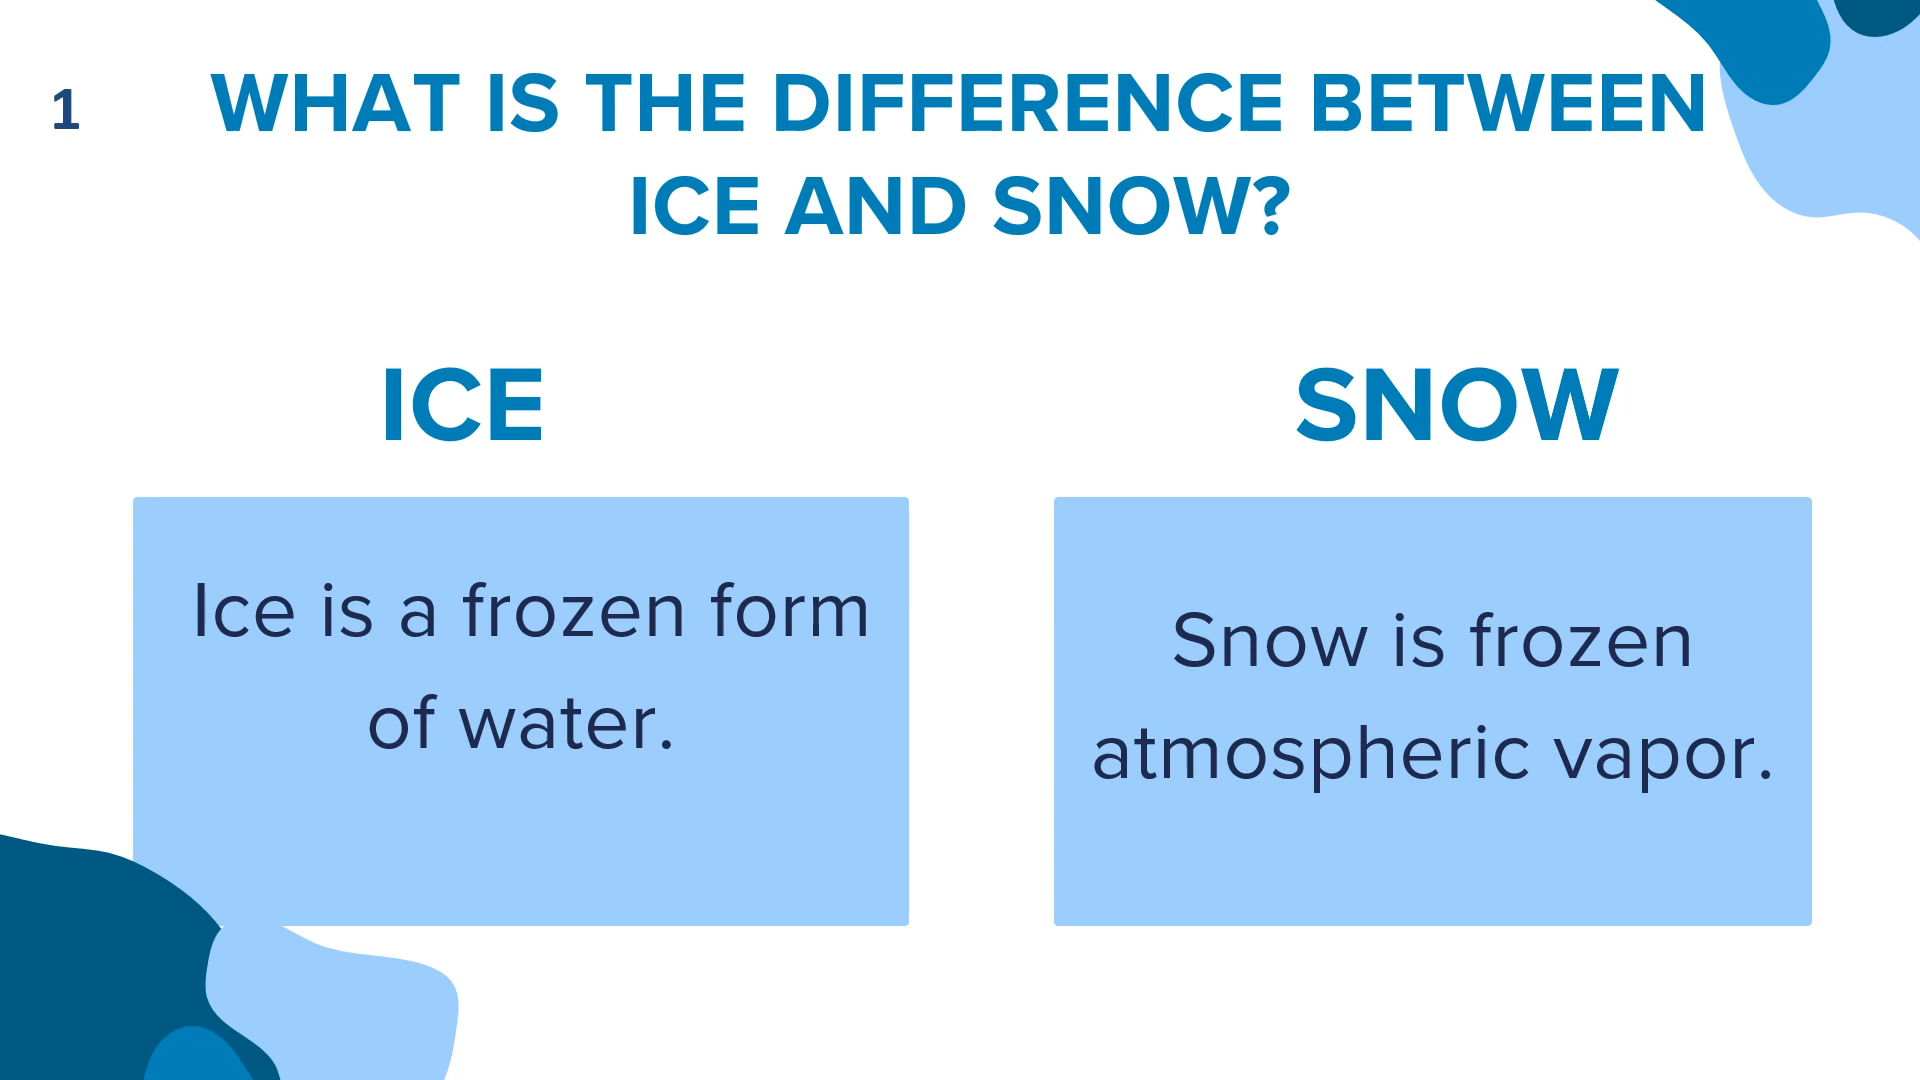 1
WHAT IS THE DIFFERENCE BETWEEN
ICE AND SNOW?
ICE
Ice is a frozen form
of water.
SNOW
Snow is frozen
atmospheric vapor.